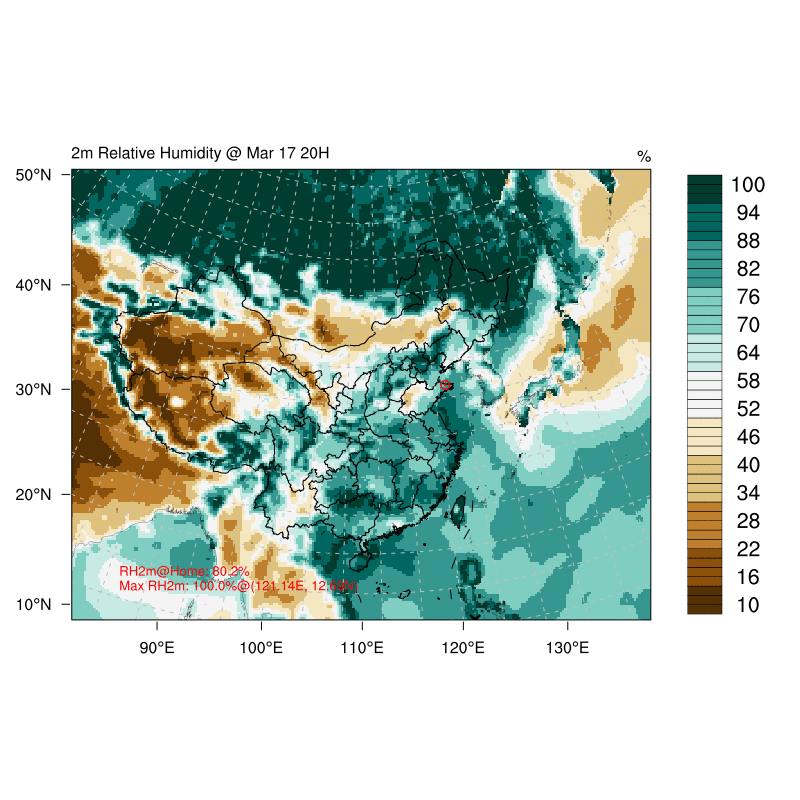 2m Relative Humidity @ Mar 17 20H
%
50°N
40°N
30°N
20°N
10°N
90°E
100°E
110°E
120°E
130°E
100
94
88
82
76
70
64
58
52
46
40
34
28
22
16
10
RH2m@Home: 80.2%
Max RH2m: 100.0%@(121.14E,